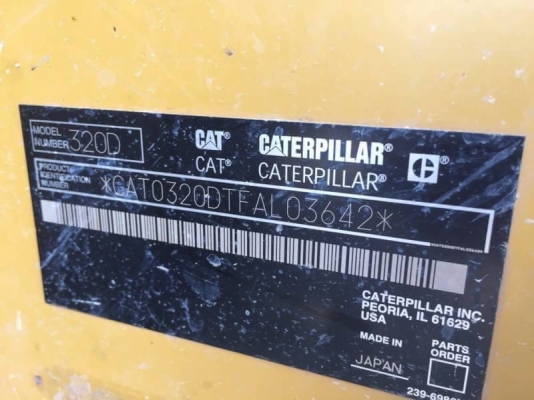 MODEL NUMBER 320D
CAT® CATERPILLAR®
CAT® CATERPILLAR®
PRODUCT IDENTIFICATION NUMBER *CAT0320DTFAL03642*
CATERPILLAR INC.
PEORIA, IL 61629
USA
MADE IN
JAPAN
PARTS ORDER